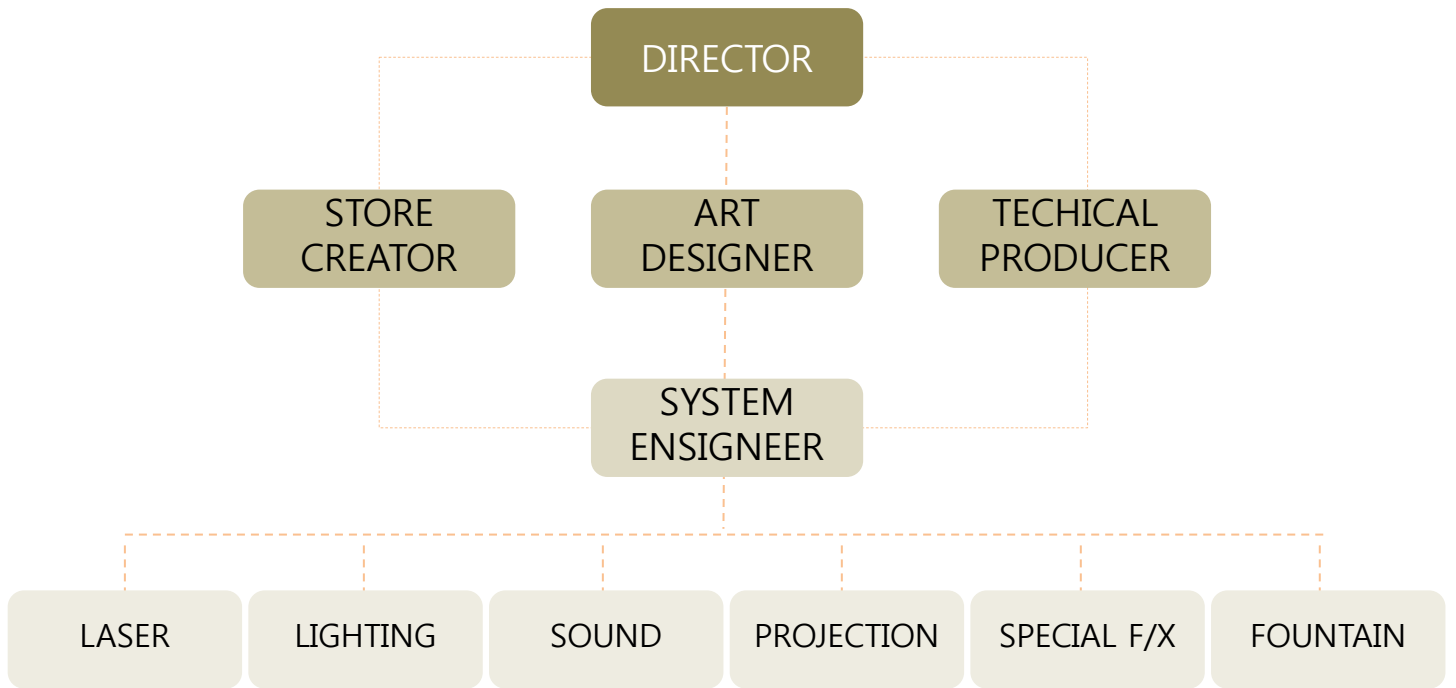 DIRECTOR
STORE
CREATOR
ART
DESIGNER
TECHICAL
PRODUCER
SYSTEM
ENSIGNEER
LASER
LIGHTING
SOUND
PROJECTION
SPECIAL F/X
FOUNTAIN